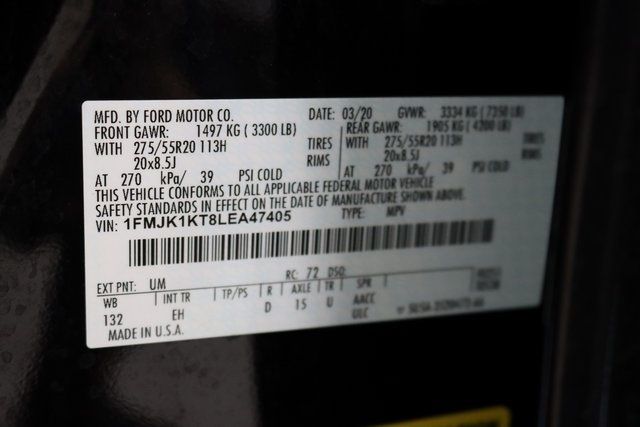 MFD. BY FORD MOTOR CO. DATE: 03/20 GVWR: 3334 KG (7350 LB)
FRONT GAWR: 1497 KG (3300 LB) REAR GAWR: 1905 KG (4200 LB)
WITH 275/55R20 113H TIRES WITH 275/55R20 113H TIRES
20x8.5J RIMS 20x8.5J RIMS
AT 270 kPa/ 39 PSI COLD AT 270 kPa/ 39 PSI COLD
THIS VEHICLE CONFORMS TO ALL APPLICABLE FEDERAL MOTOR VEHICLE
SAFETY STANDARDS IN EFFECT ON THE DATE OF MANUFACTURE SHOWN ABOVE.
VIN: 1FMJK1KT8LEA47405 TYPE: MPV
EXT PNT: UM RC: 72 DSO:
WB INT TR TP/PS R AXLE TR SPR
132 EH D 15 U AACC
MADE IN U.S.A.